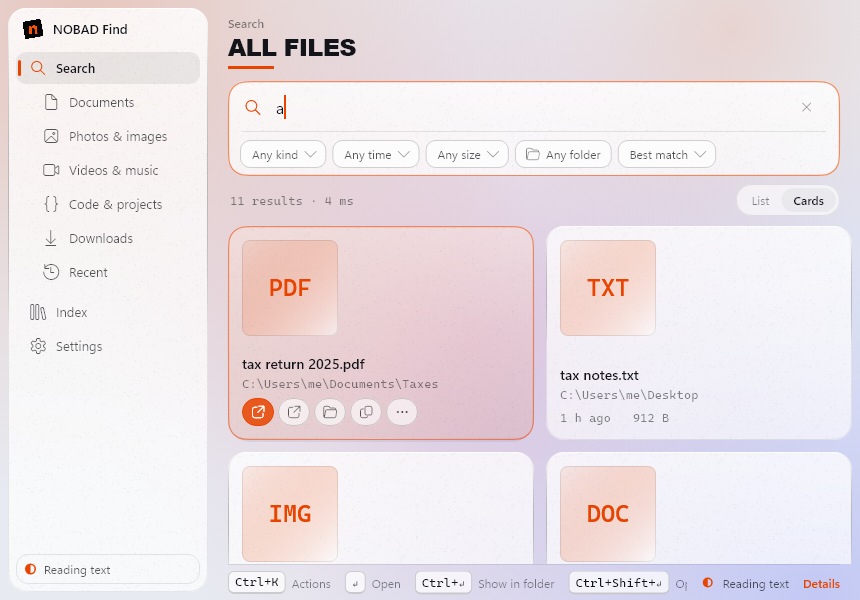 n NOBAD Find
Search
Documents
Photos & images
Videos & music
Code & projects
Downloads
Recent
Index
Settings
Reading text
Search
ALL FILES
a
Any kind Any time Any size Any folder Best match
11 results · 4 ms
List Cards
PDF
tax return 2025.pdf
C:\Users\me\Documents\Taxes
TXT
tax notes.txt
C:\Users\me\Desktop
1 h ago 912 B
IMG
DOC
Ctrl+K Actions ↵ Open Ctrl+↵ Show in folder Ctrl+Shift+↵ Reading text Details